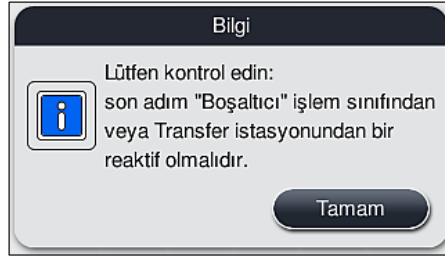 Bilgi
Lütfen kontrol edin:
son adım "Boşaltıcı" işlem sınıfından
veya Transfer istasyonundan bir
reaktif olmalıdır.
Tamam